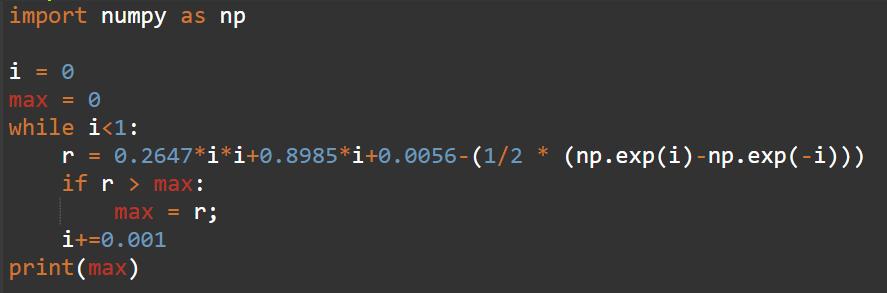 import numpy as np
i = 0
max = 0
while i<1:
    r = 0.2647*i*i+0.8985*i+0.0056-(1/2 * (np.exp(i)-np.exp(-i)))
    if r > max:
        max = r;
    i+=0.001
print(max)